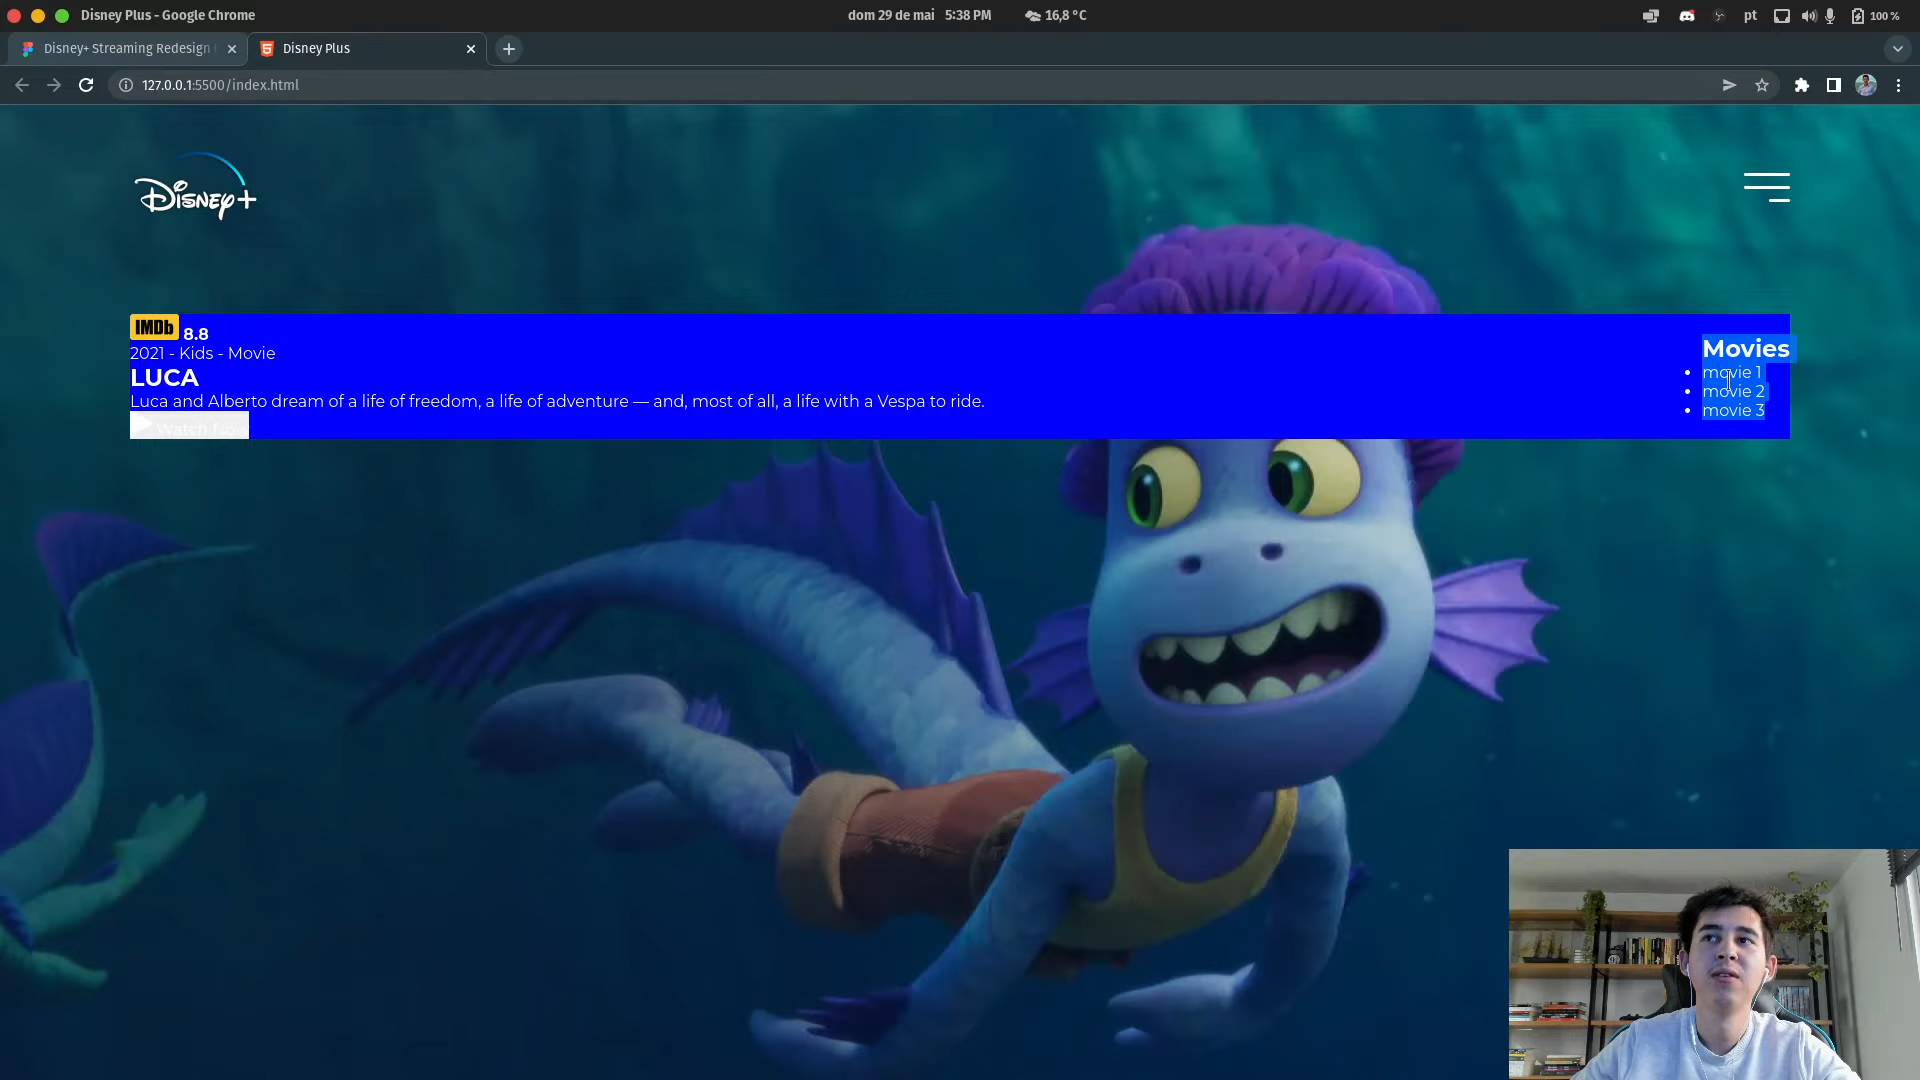 Disney Plus - Google Chrome
dom 29 de mai 5:38 PM
16,8 °C
pt
100 %
Disney+ Streaming Redesign
Disney Plus
127.0.0.1:5500/index.html
Disney+
IMDb 8.8
2021 - Kids - Movie
LUCA
Luca and Alberto dream of a life of freedom, a life of adventure — and, most of all, a life with a Vespa to ride.
Watch Now
Movies
movie 1
movie 2
movie 3